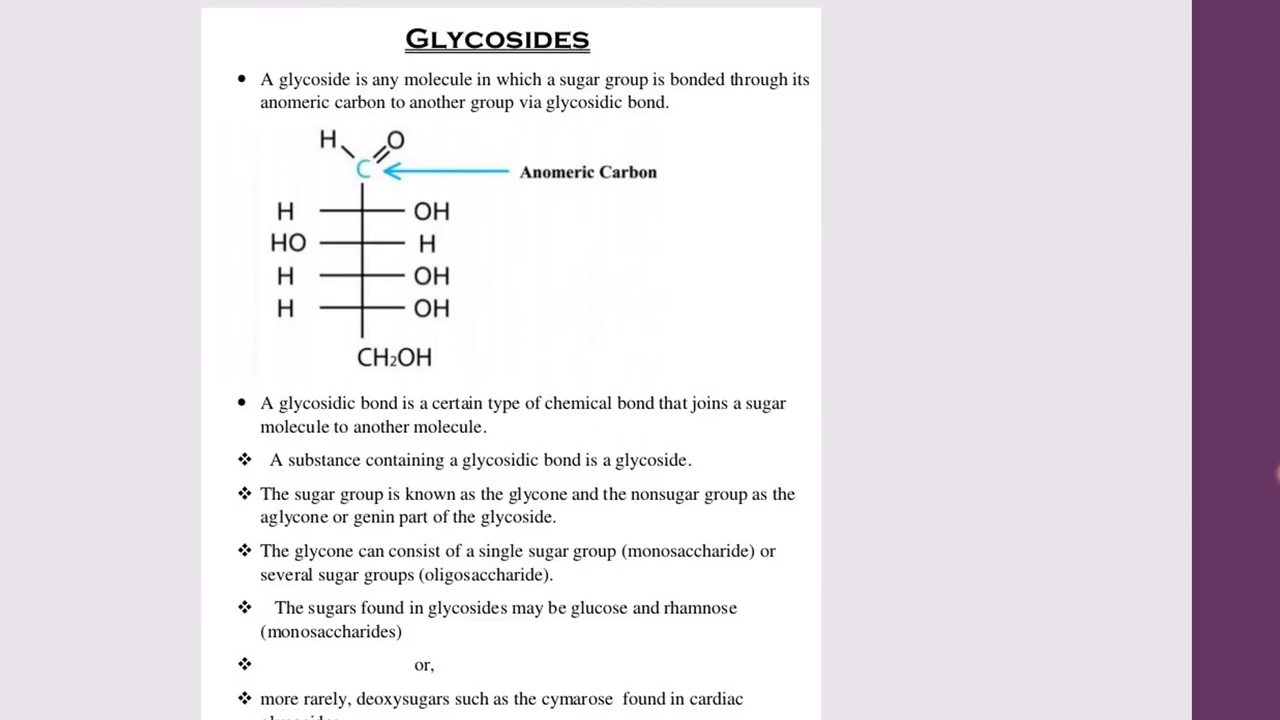 GLYCOSIDES
• A glycoside is any molecule in which a sugar group is bonded through its
anomeric carbon to another group via glycosidic bond.
H O
C Anomeric Carbon
H OH
HO H
H OH
H OH
CH₂OH
• A glycosidic bond is a certain type of chemical bond that joins a sugar
molecule to another molecule.
❖ A substance containing a glycosidic bond is a glycoside.
❖ The sugar group is known as the glycone and the nonsugar group as the
aglycone or genin part of the glycoside.
❖ The glycone can consist of a single sugar group (monosaccharide) or
several sugar groups (oligosaccharide).
❖ The sugars found in glycosides may be glucose and rhamnose
(monosaccharides)
❖ or,
❖ more rarely, deoxysugars such as the cymarose found in cardiac